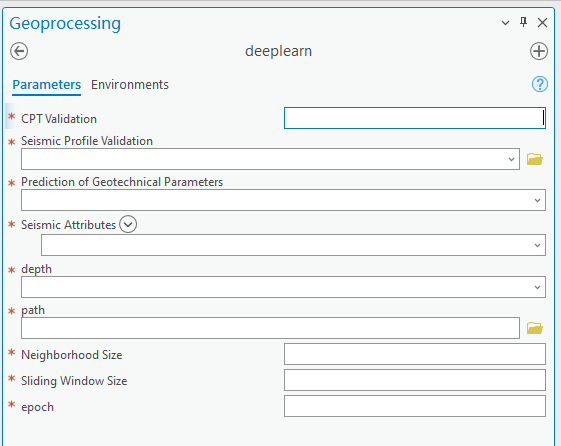 Geoprocessing
deeplearn
Parameters Environments
* CPT Validation
* Seismic Profile Validation
* Prediction of Geotechnical Parameters
* Seismic Attributes
* depth
* path
* Neighborhood Size
* Sliding Window Size
* epoch